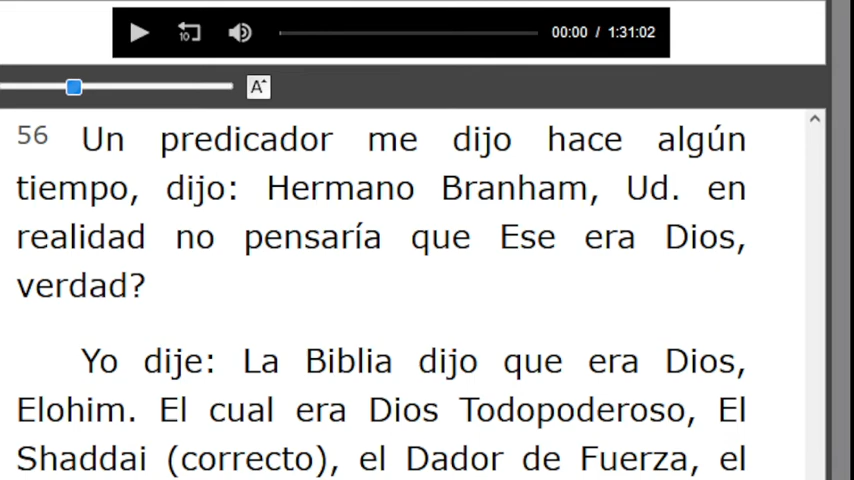 10
00:00 / 1:31:02
A
56 Un predicador me dijo hace algún
tiempo, dijo: Hermano Branham, Ud. en
realidad no pensaría que Ese era Dios,
verdad?
Yo dije: La Biblia dijo que era Dios,
Elohim. El cual era Dios Todopoderoso, El
Shaddai (correcto), el Dador de Fuerza, el